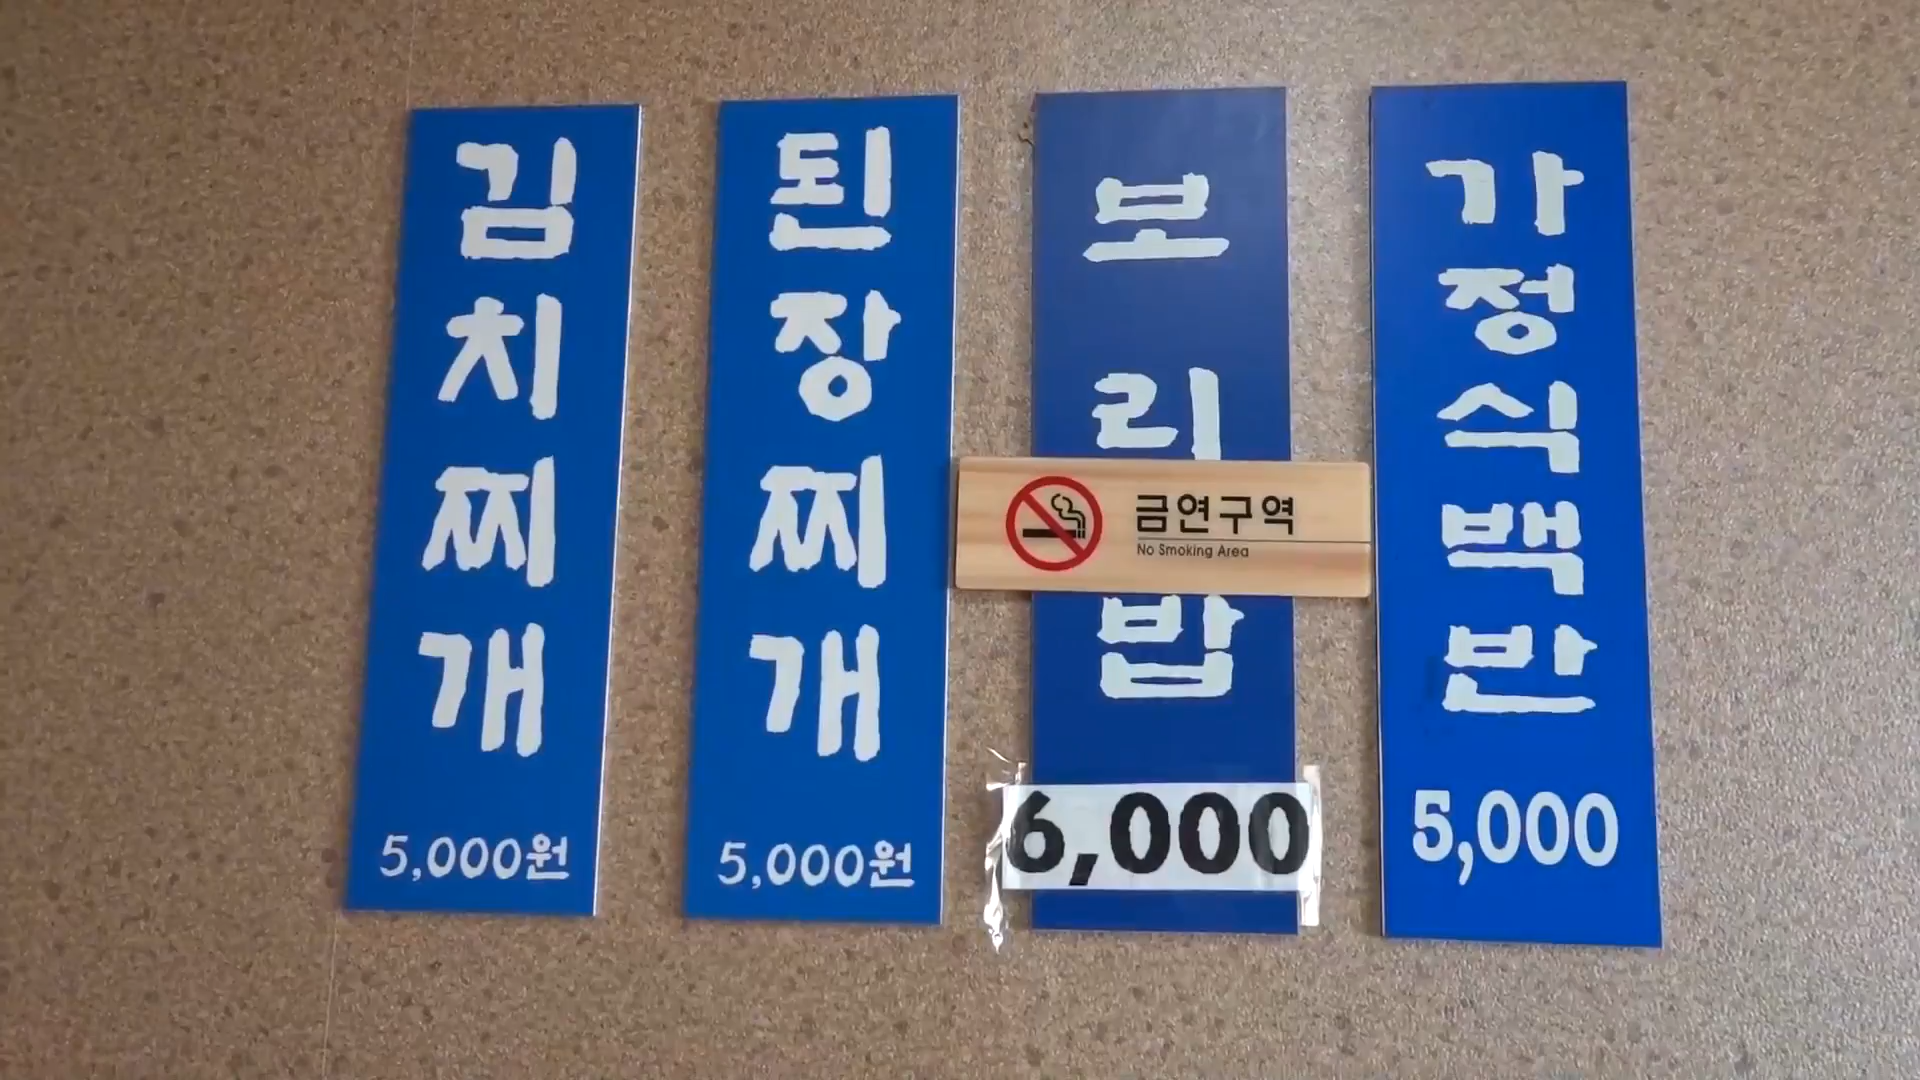 김치찌개
5,000원
된장찌개
5,000원
보리밥
6,000
금연구역
No Smoking Area
가정식백반
5,000